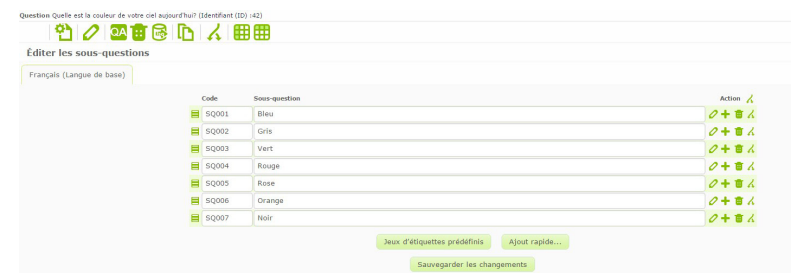 Question Quelle est la couleur de votre ciel aujourd'hui? (Identifiant (ID) :42)
QA
Éditer les sous-questions
Français (Langue de base)
Code Sous-question Action
SQ001 Bleu
SQ002 Gris
SQ003 Vert
SQ004 Rouge
SQ005 Rose
SQ006 Orange
SQ007 Noir
Jeux d'étiquettes prédéfinis Ajout rapide...
Sauvegarder les changements